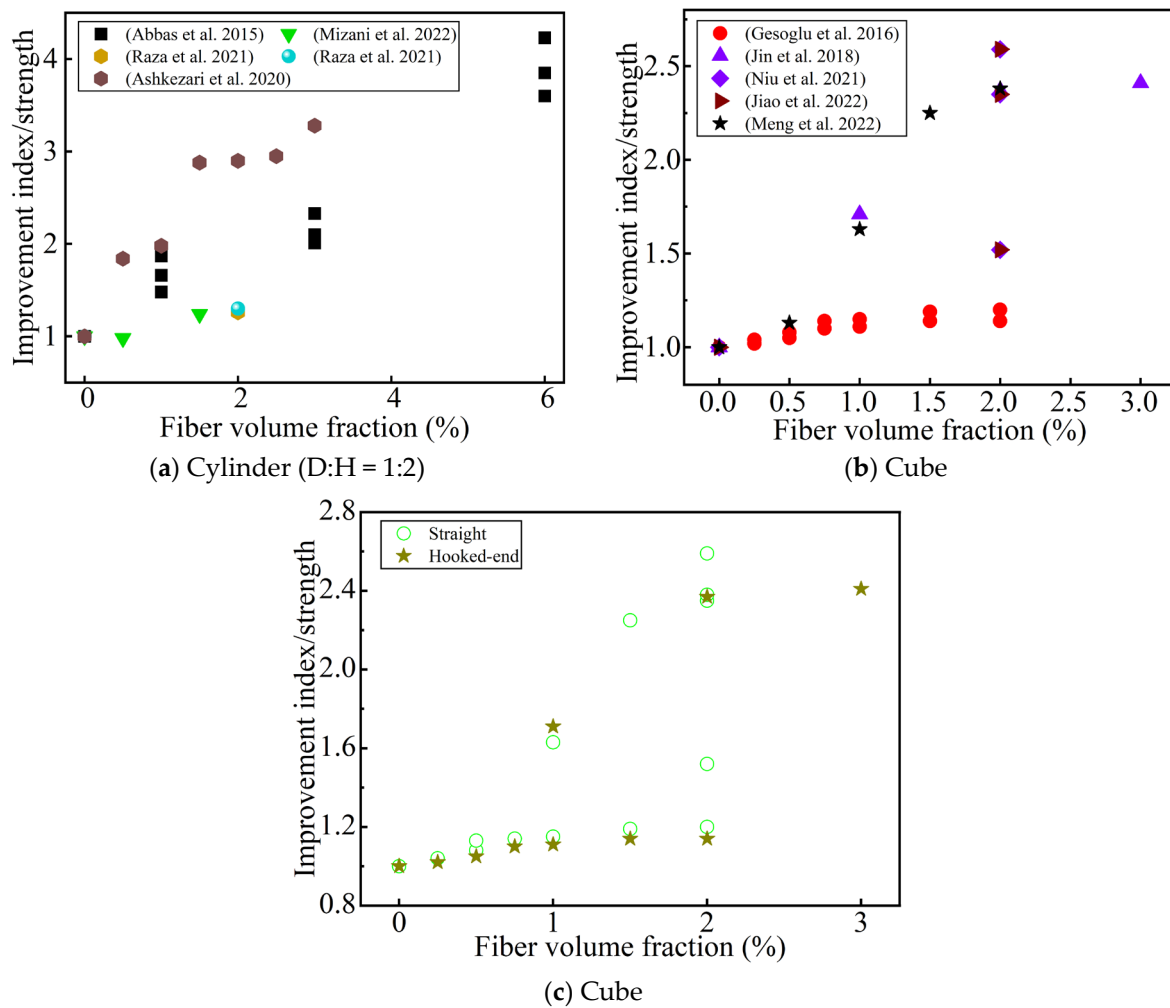 (Abbas et al. 2015)
(Mizani et al. 2022)
(Raza et al. 2021)
(Raza et al. 2021)
(Ashkezari et al. 2020)
Improvement index/strength
4
3
2
1
0
2
4
6
Fiber volume fraction (%)
(a) Cylinder (D:H = 1:2)
(Gesoglu et al. 2016)
(Jin et al. 2018)
(Niu et al. 2021)
(Jiao et al. 2022)
(Meng et al. 2022)
Improvement index/strength
2.5
2.0
1.5
1.0
0.0
0.5
1.0
1.5
2.0
2.5
3.0
Fiber volume fraction (%)
(b) Cube
Straight
Hooked-end
Improvement index/strength
2.8
2.4
2.0
1.6
1.2
0.8
0
1
2
3
Fiber volume fraction (%)
(c) Cube